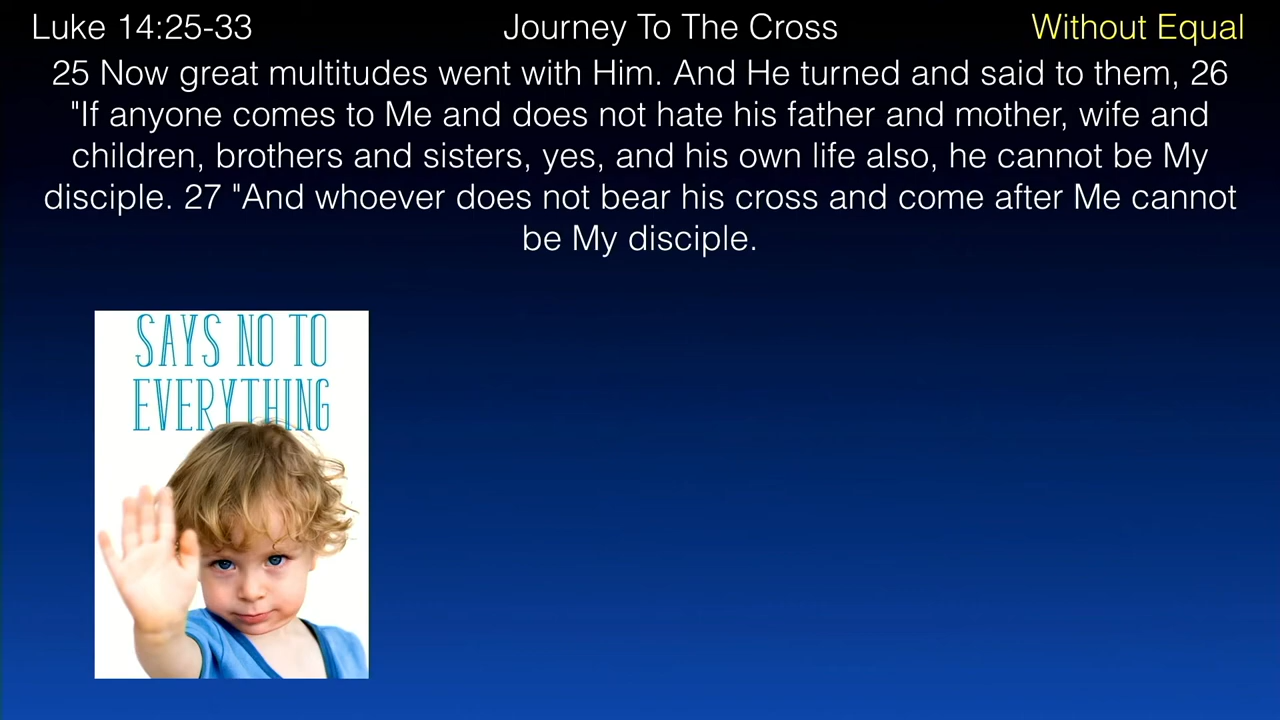 Luke 14:25-33 Journey To The Cross Without Equal
25 Now great multitudes went with Him. And He turned and said to them, 26
"If anyone comes to Me and does not hate his father and mother, wife and
children, brothers and sisters, yes, and his own life also, he cannot be My
disciple. 27 "And whoever does not bear his cross and come after Me cannot
be My disciple.
SAYS NO TO
EVERYTHING